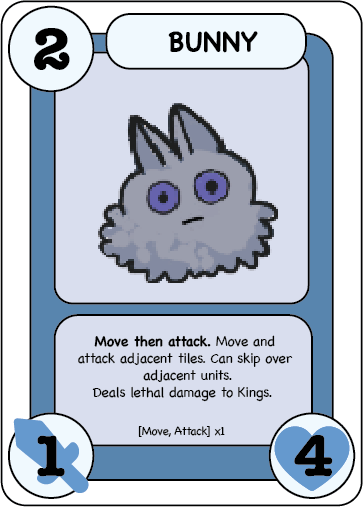 2
BUNNY
Move then attack. Move and
attack adjacent tiles. Can skip over
adjacent units.
Deals lethal damage to Kings.
[Move, Attack] x1
1
4